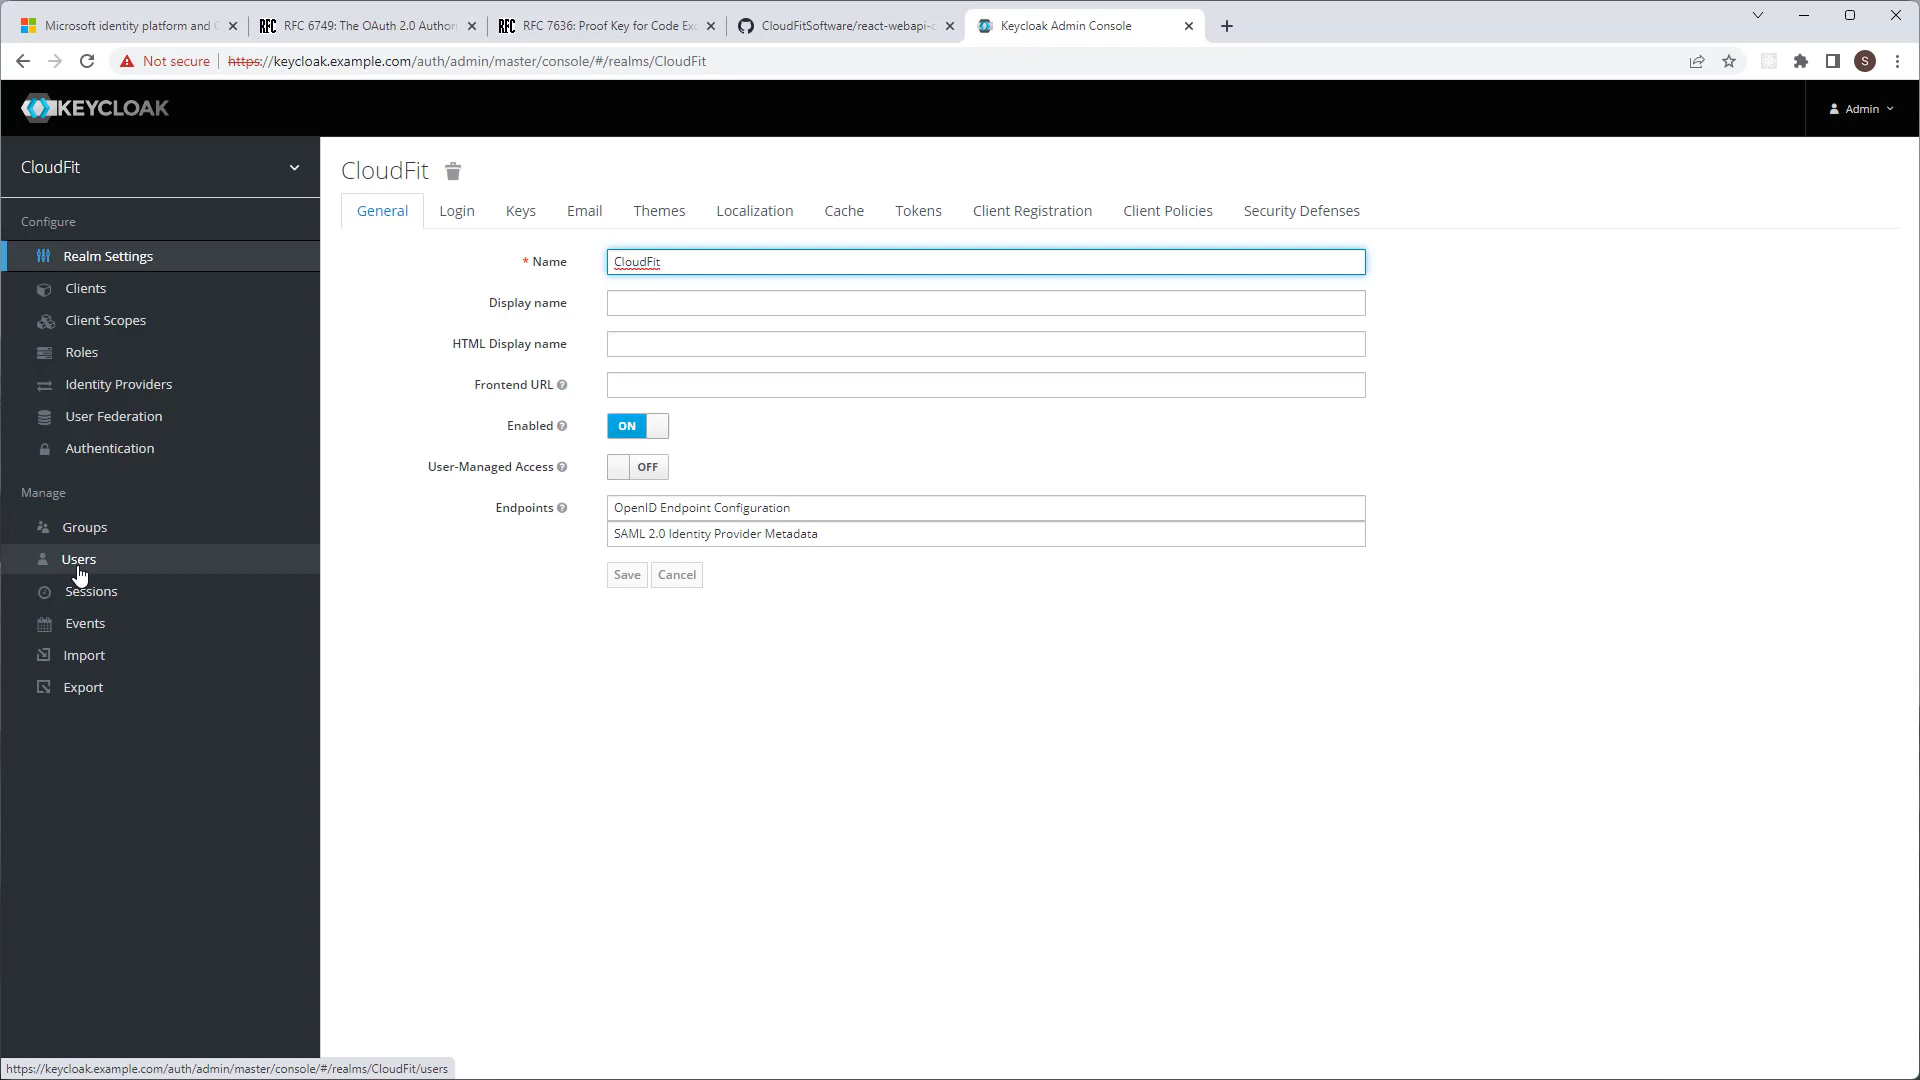 Microsoft identity platform and
RFC 6749: The OAuth 2.0 Author
RFC 7636: Proof Key for Code Exc
CloudFitSoftware/react-webapi-
Keycloak Admin Console
Not secure
https://keycloak.example.com/auth/admin/master/console/#/realms/CloudFit
S
KEYCLOAK
Admin
CloudFit
Configure
Realm Settings
Clients
Client Scopes
Roles
Identity Providers
User Federation
Authentication
Manage
Groups
Users
Sessions
Events
Import
Export
CloudFit
General
Login
Keys
Email
Themes
Localization
Cache
Tokens
Client Registration
Client Policies
Security Defenses
* Name
CloudFit
Display name
HTML Display name
Frontend URL
Enabled
ON
User-Managed Access
OFF
Endpoints
OpenID Endpoint Configuration
SAML 2.0 Identity Provider Metadata
Save
Cancel
https://keycloak.example.com/auth/admin/master/console/#/realms/CloudFit/users